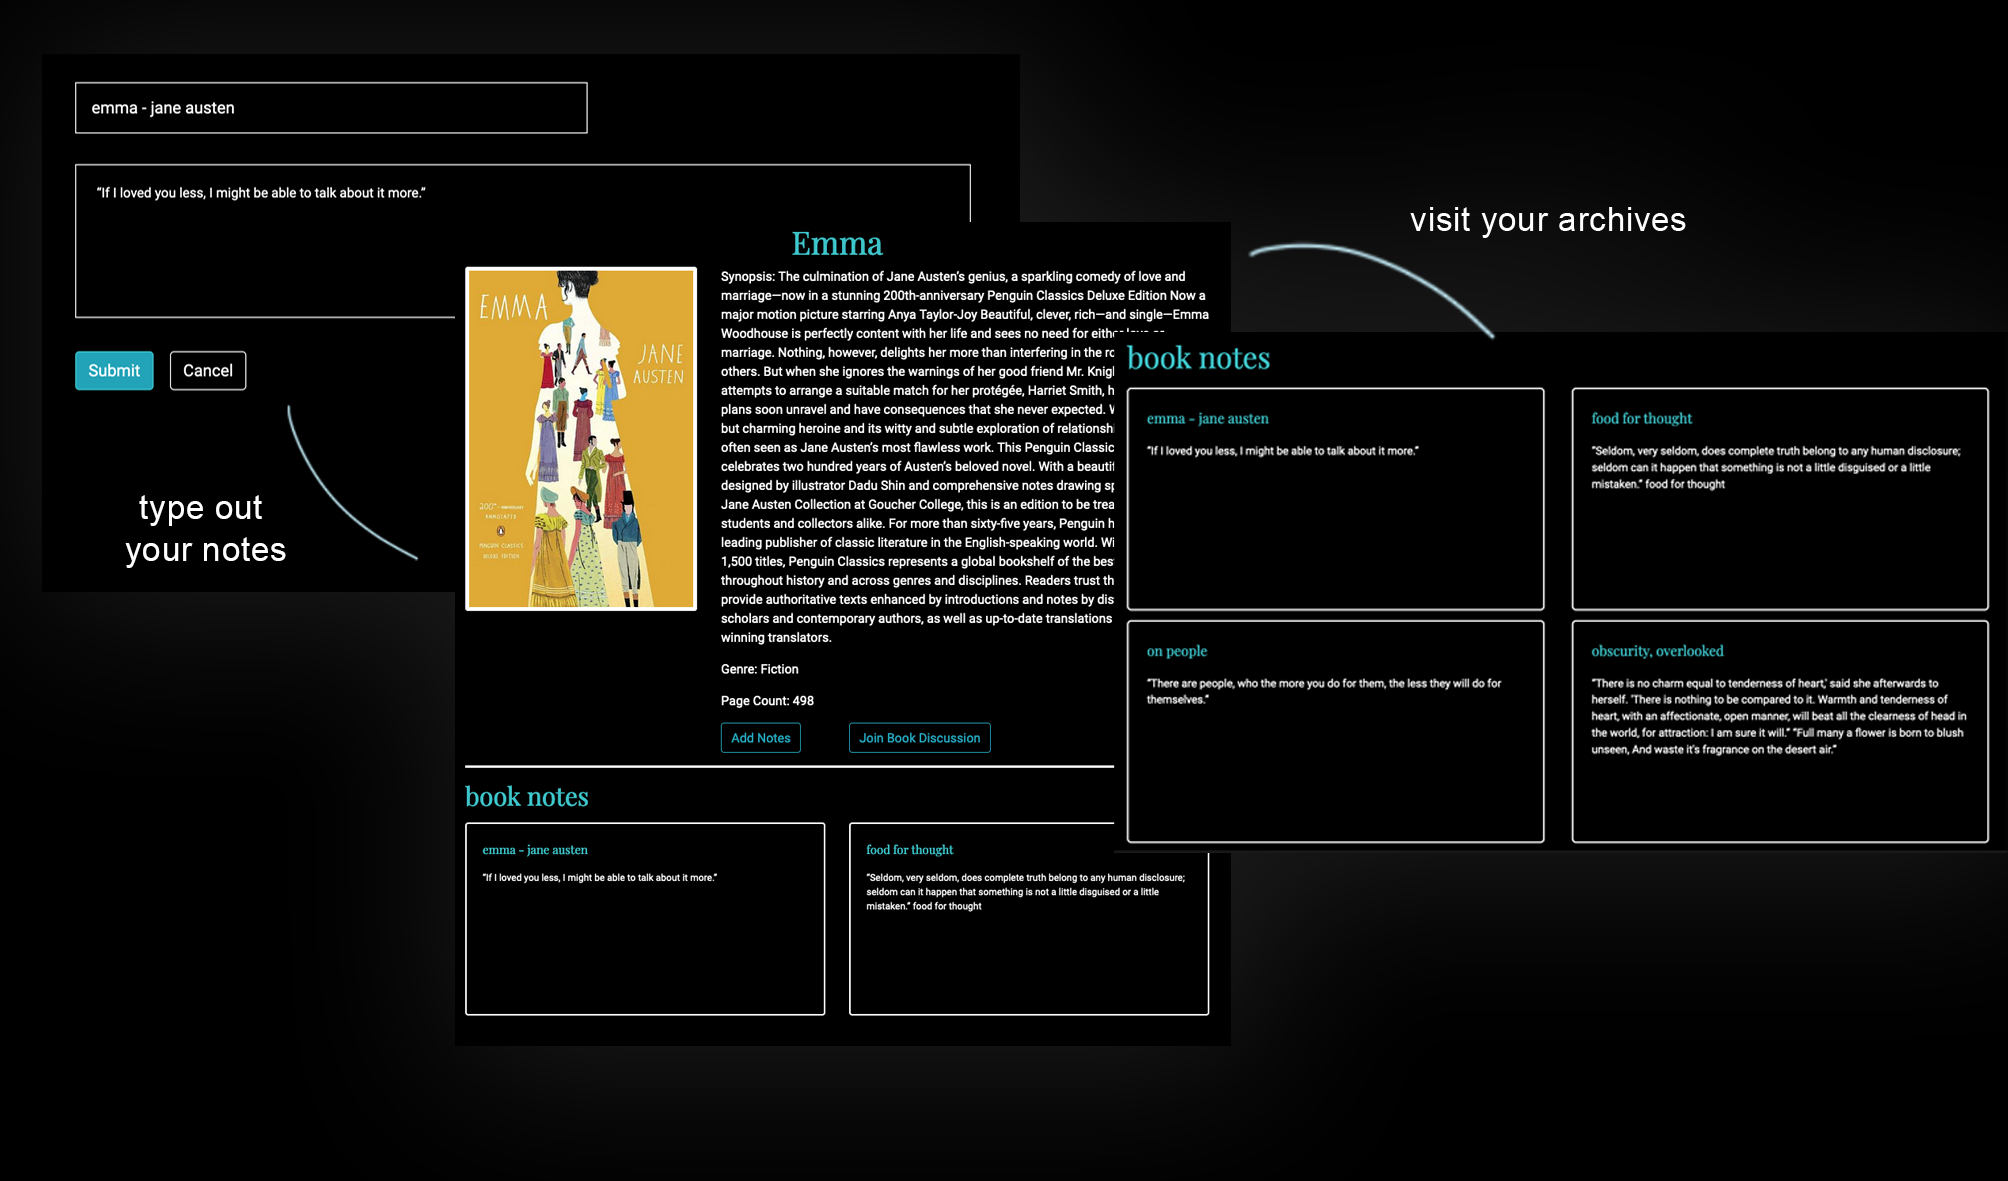 emma - jane austen
“If I loved you less, I might be able to talk about it more.”
Submit
Cancel
type out
your notes
Emma
EMMA
JANE
AUSTEN
200th - ANNIVERSARY
ANNOTATED
PENGUIN CLASSICS
DELUXE EDITION
Synopsis: The culmination of Jane Austen’s genius, a sparkling comedy of love and
marriage—now in a stunning 200th-anniversary Penguin Classics Deluxe Edition Now a
major motion picture starring Anya Taylor-Joy Beautiful, clever, rich—and single—Emma
Woodhouse is perfectly content with her life and sees no need for either love or
marriage. Nothing, however, delights her more than interfering in the ro
others. But when she ignores the warnings of her good friend Mr. Knigh
attempts to arrange a suitable match for her protégée, Harriet Smith, h
plans soon unravel and have consequences that she never expected. W
but charming heroine and its witty and subtle exploration of relationshi
often seen as Jane Austen’s most flawless work. This Penguin Classic
celebrates two hundred years of Austen’s beloved novel. With a beautif
designed by illustrator Dadu Shin and comprehensive notes drawing sp
Jane Austen Collection at Goucher College, this is an edition to be trea
students and collectors alike. For more than sixty-five years, Penguin h
leading publisher of classic literature in the English-speaking world. Wi
1,500 titles, Penguin Classics represents a global bookshelf of the bes
throughout history and across genres and disciplines. Readers trust th
provide authoritative texts enhanced by introductions and notes by dis
scholars and contemporary authors, as well as up-to-date translations
winning translators.
Genre: Fiction
Page Count: 498
Add Notes
Join Book Discussion
book notes
emma - jane austen
“If I loved you less, I might be able to talk about it more.”
food for thought
“Seldom, very seldom, does complete truth belong to any human disclosure;
seldom can it happen that something is not a little disguised or a little
mistaken.” food for thought
visit your archives
book notes
emma - jane austen
“If I loved you less, I might be able to talk about it more.”
food for thought
“Seldom, very seldom, does complete truth belong to any human disclosure;
seldom can it happen that something is not a little disguised or a little
mistaken.” food for thought
on people
“There are people, who the more you do for them, the less they will do for
themselves.”
obscurity, overlooked
“There is no charm equal to tenderness of heart,' said she afterwards to
herself. 'There is nothing to be compared to it. Warmth and tenderness of
heart, with an affectionate, open manner, will beat all the clearness of head in
the world, for attraction: I am sure it will.” “Full many a flower is born to blush
unseen, And waste it's fragrance on the desert air.”